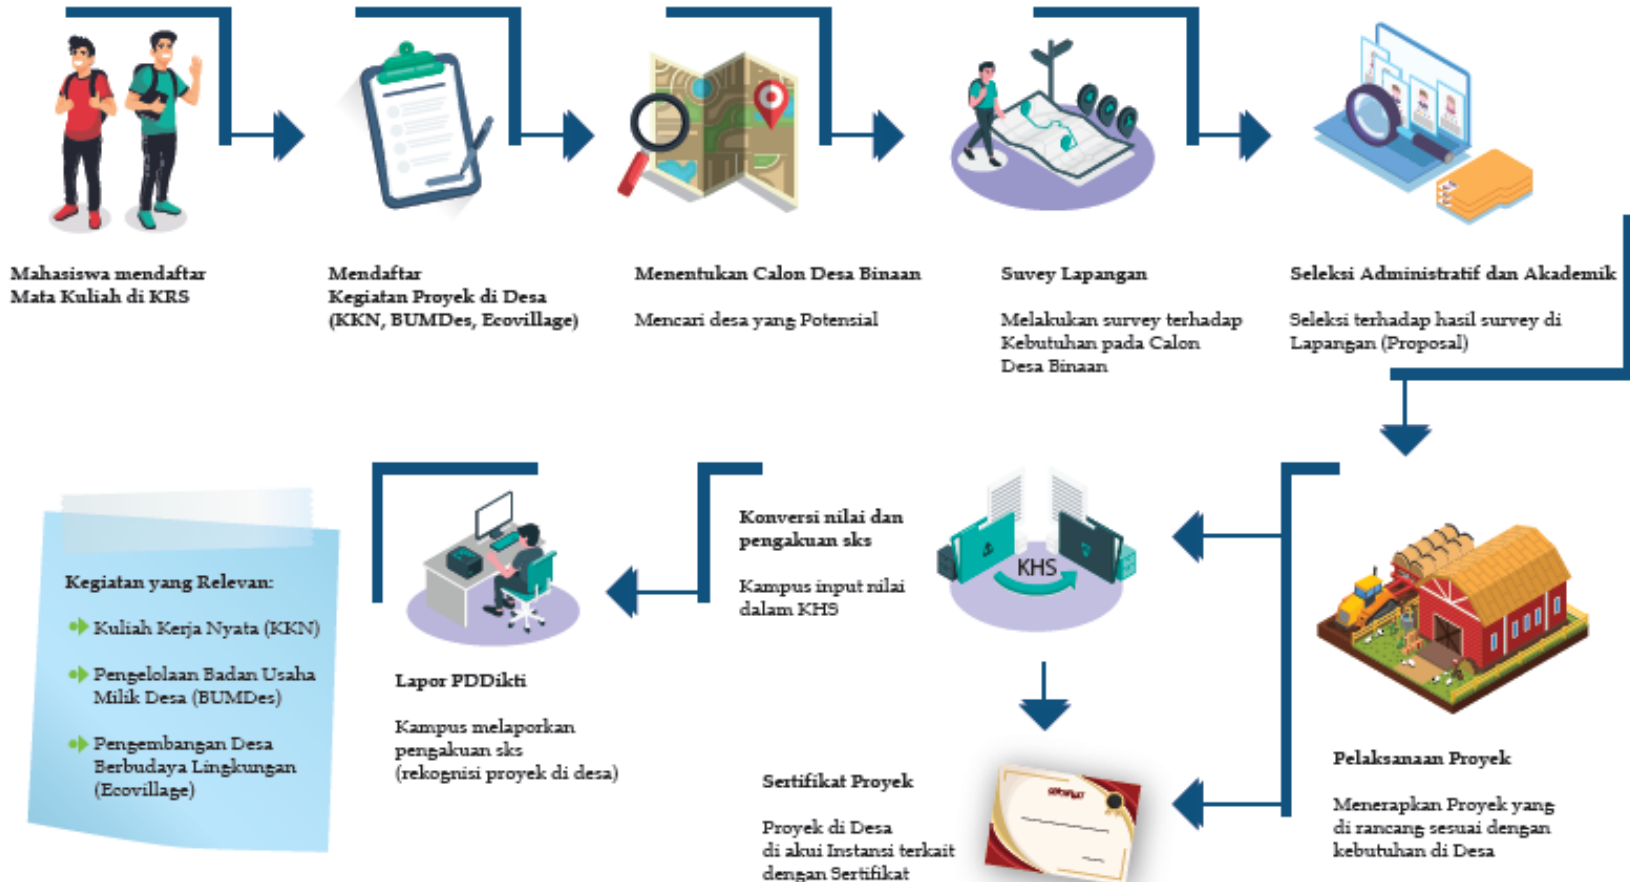 Mahasiswa mendaftar
Mata Kuliah di KRS
Mendaftar
Kegiatan Proyek di Desa
(KKN, BUMDes, Ecovillage)
Menentukan Calon Desa Binaan
Mencari desa yang Potensial
Suvey Lapangan
Melakukan survey terhadap
Kebutuhan pada Calon
Desa Binaan
Seleksi Administratif dan Akademik
Seleksi terhadap hasil survey di
Lapangan (Proposal)
Pelaksanaan Proyek
Menerapkan Proyek yang
di rancang sesuai dengan
kebutuhan di Desa
Konversi nilai dan
pengakuan sks
Kampus input nilai
dalam KHS
KHS
Sertifikat Proyek
Proyek di Desa
di akui Instansi terkait
dengan Sertifikat
Lapor PDDikti
Kampus melaporkan
pengakuan sks
(rekognisi proyek di desa)
Kegiatan yang Relevan:
Kuliah Kerja Nyata (KKN)
Pengelolaan Badan Usaha
Milik Desa (BUMDes)
Pengembangan Desa
Berbudaya Lingkungan
(Ecovillage)